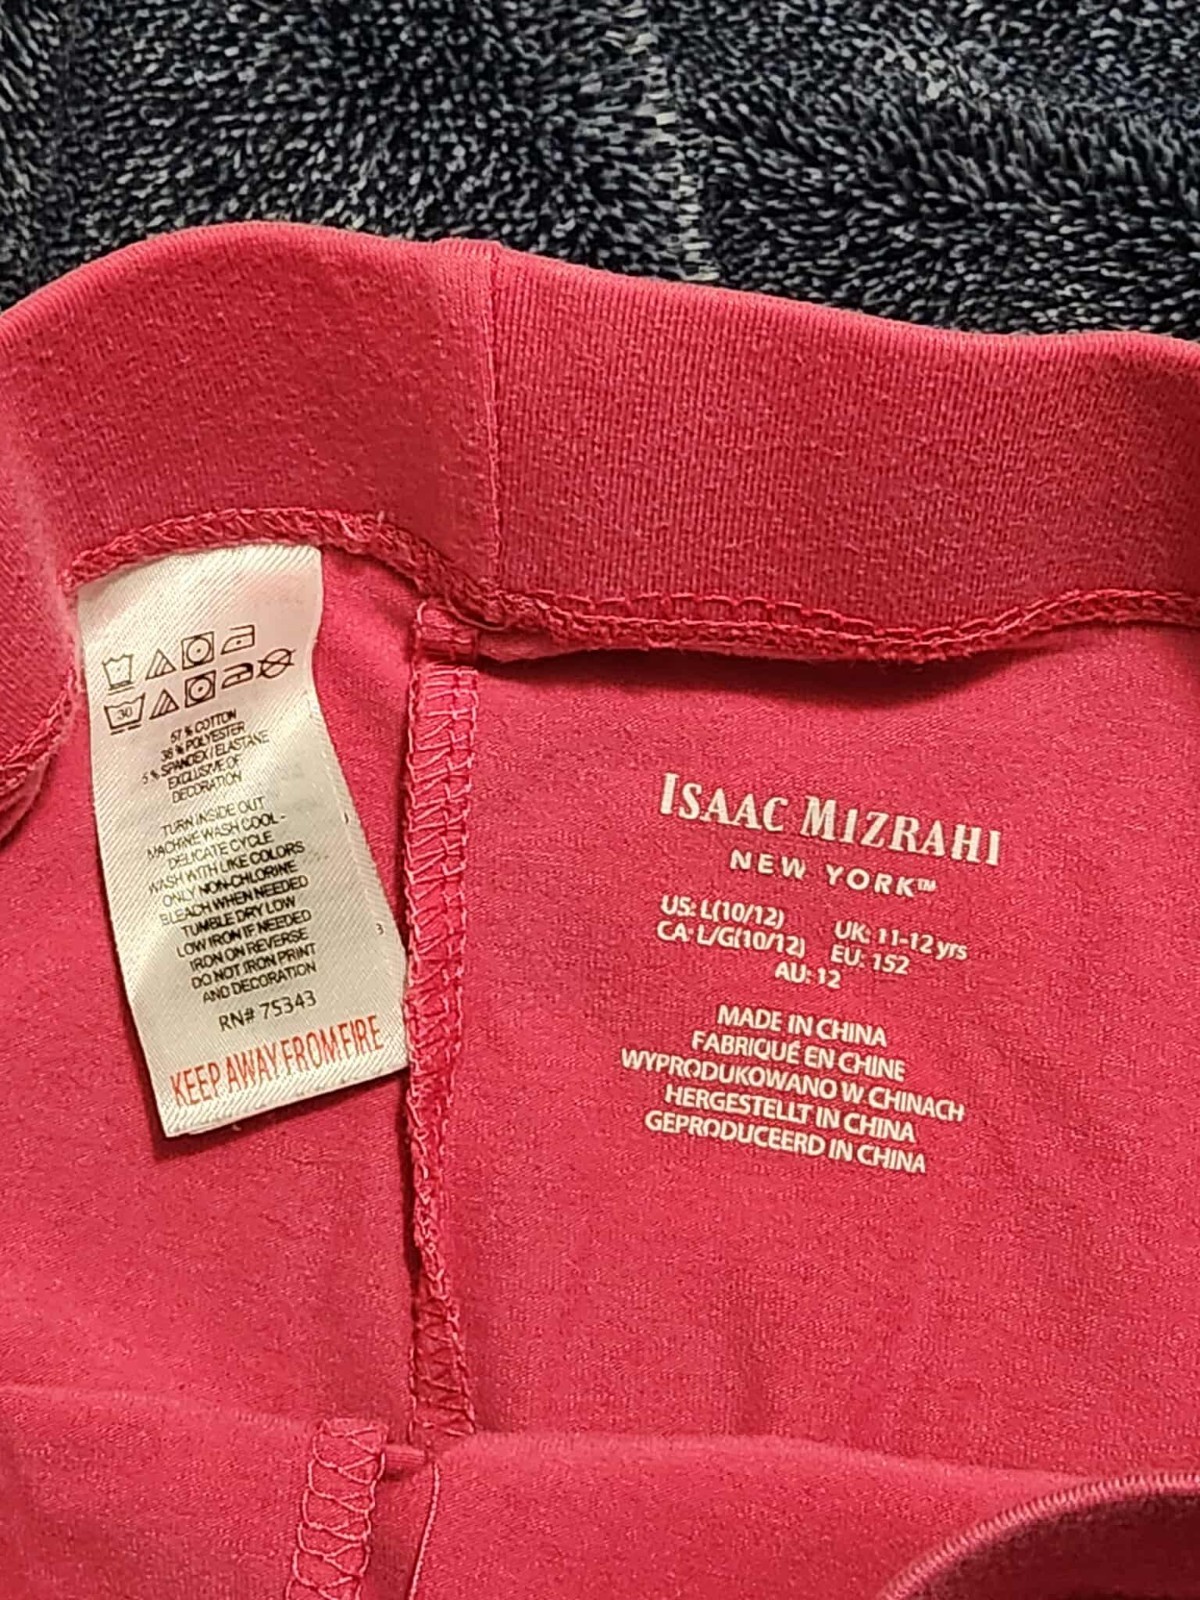 30
57 % COTTON
38 % POLYESTER
5 % SPANDEX / ELASTANE
EXCLUSIVE OF
DECORATION
TURN INSIDE OUT
MACHINE WASH COOL -
DELICATE CYCLE
WASH WITH LIKE COLORS
ONLY NON-CHLORINE
BLEACH WHEN NEEDED
TUMBLE DRY LOW
LOW IRON IF NEEDED
IRON ON REVERSE
DO NOT IRON PRINT
AND DECORATION
RN# 75343
KEEP AWAY FROM FIRE
3
ISAAC MIZRAHI
NEW YORK™
US: L(10/12) UK: 11-12 yrs
CA: L/G(10/12) EU: 152
AU: 12
MADE IN CHINA
FABRIQUÉ EN CHINE
WYPRODUKOWANO W CHINACH
HERGESTELLT IN CHINA
GEPRODUCEERD IN CHINA